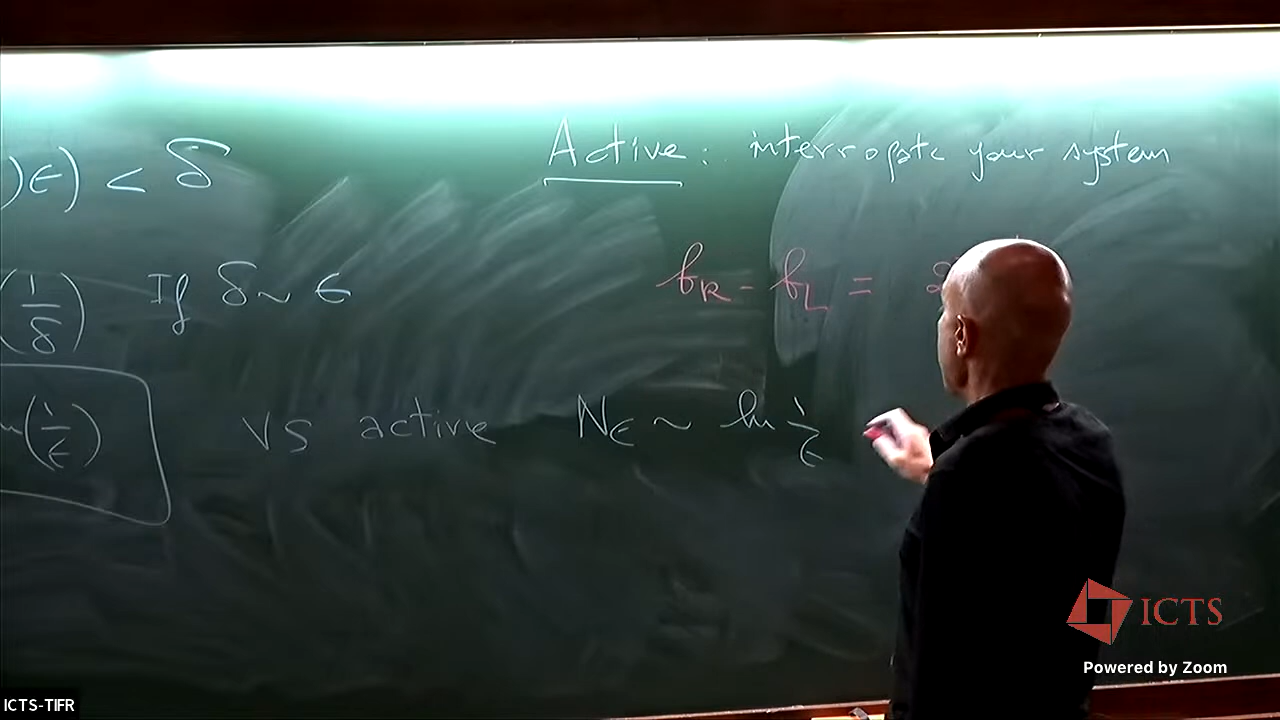 )ϵ) < δ
Active: interrogate your system
(1/δ) If δ ~ ϵ
b_R - b_L = 2
(1/ϵ) vs active N_ϵ ~ ln 1/ϵ
ICTS
Powered by Zoom
ICTS-TIFR